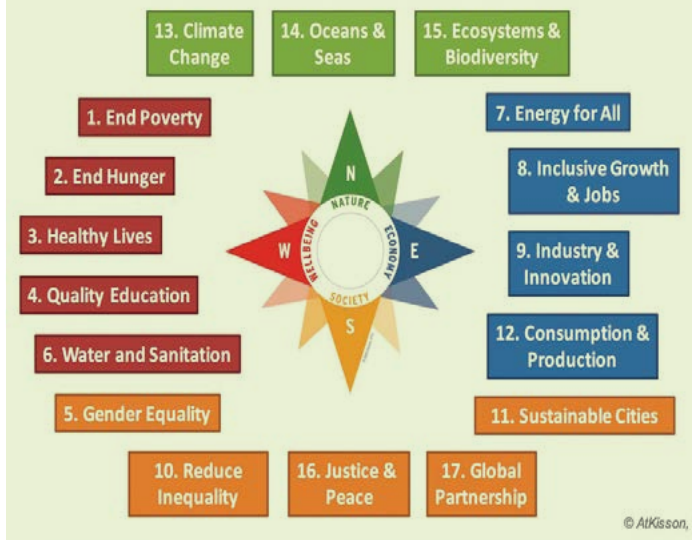 13. Climate
Change
14. Oceans &
Seas
15. Ecosystems &
Biodiversity
1. End Poverty
2. End Hunger
3. Healthy Lives
4. Quality Education
6. Water and Sanitation
5. Gender Equality
7. Energy for All
8. Inclusive Growth
& Jobs
9. Industry &
Innovation
12. Consumption &
Production
11. Sustainable Cities
10. Reduce
Inequality
16. Justice &
Peace
17. Global
Partnership
N
NATURE
W
WELLBEING
ECONOMY
E
SOCIETY
S
© AtKisson,